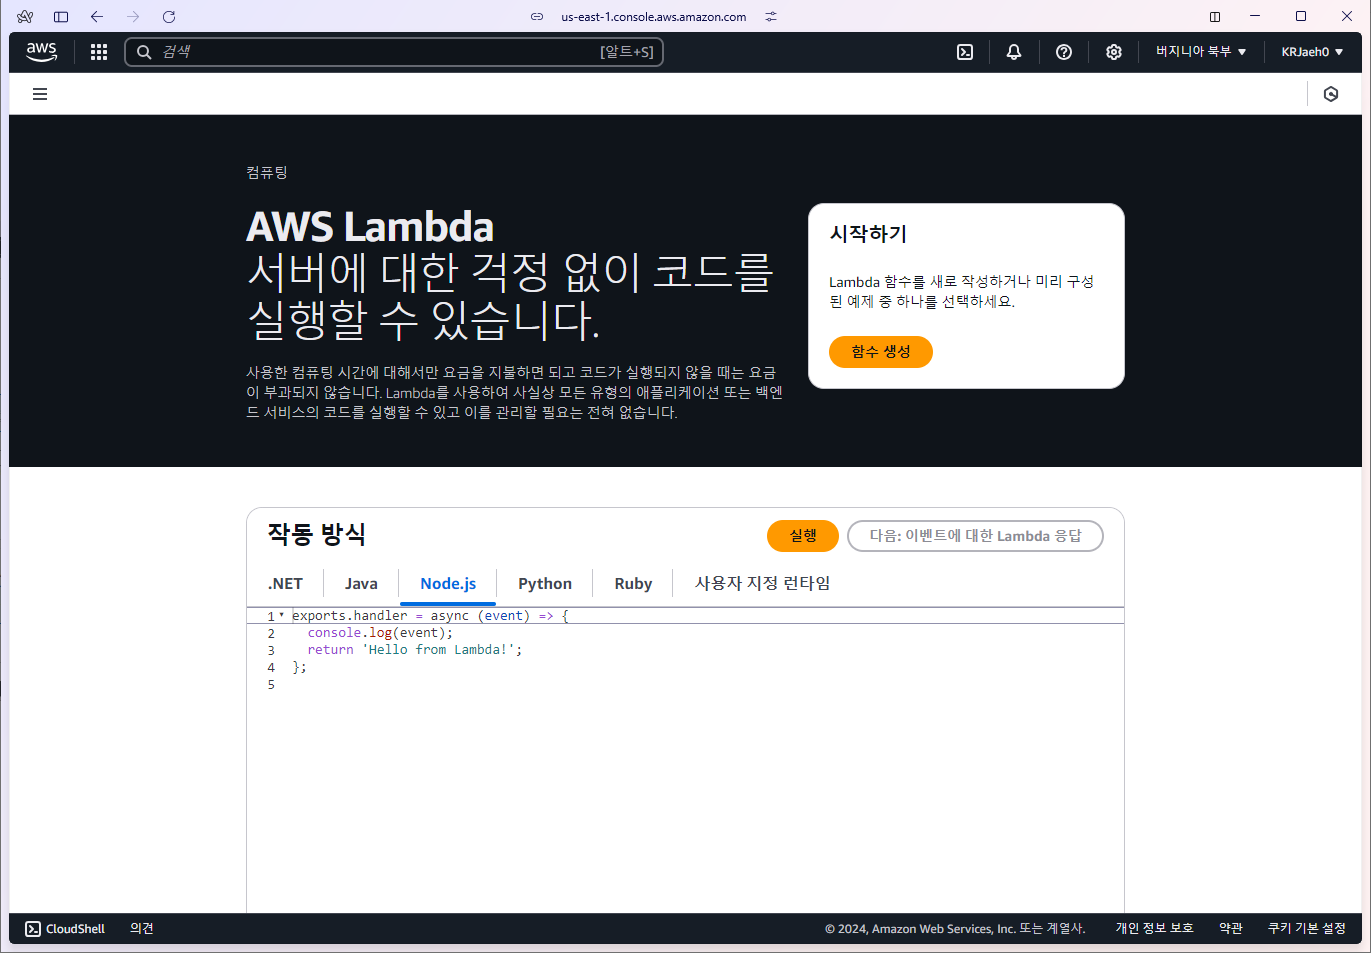 us-east-1.console.aws.amazon.com
aws
검색
[알트+S]
버지니아 북부
KRJaeh0
컴퓨팅
AWS Lambda
서버에 대한 걱정 없이 코드를
실행할 수 있습니다.
사용한 컴퓨팅 시간에 대해서만 요금을 지불하면 되고 코드가 실행되지 않을 때는 요금
이 부과되지 않습니다. Lambda를 사용하여 사실상 모든 유형의 애플리케이션 또는 백엔
드 서비스의 코드를 실행할 수 있고 이를 관리할 필요는 전혀 없습니다.
시작하기
Lambda 함수를 새로 작성하거나 미리 구성
된 예제 중 하나를 선택하세요.
함수 생성
작동 방식
실행
다음: 이벤트에 대한 Lambda 응답
.NET
Java
Node.js
Python
Ruby
사용자 지정 런타임
1 exports.handler = async (event) => {
2 console.log(event);
3 return 'Hello from Lambda!';
4 };
5
CloudShell
의견
© 2024, Amazon Web Services, Inc. 또는 계열사.
개인 정보 보호
약관
쿠키 기본 설정